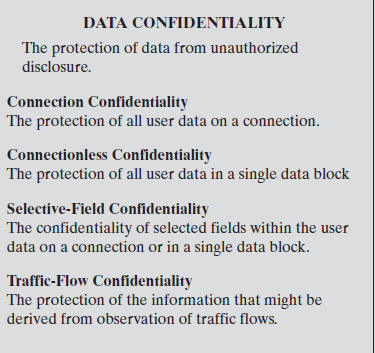 DATA CONFIDENTIALITY
The protection of data from unauthorized
disclosure.
Connection Confidentiality
The protection of all user data on a connection.
Connectionless Confidentiality
The protection of all user data in a single data block
Selective-Field Confidentiality
The confidentiality of selected fields within the user
data on a connection or in a single data block.
Traffic-Flow Confidentiality
The protection of the information that might be
derived from observation of traffic flows.